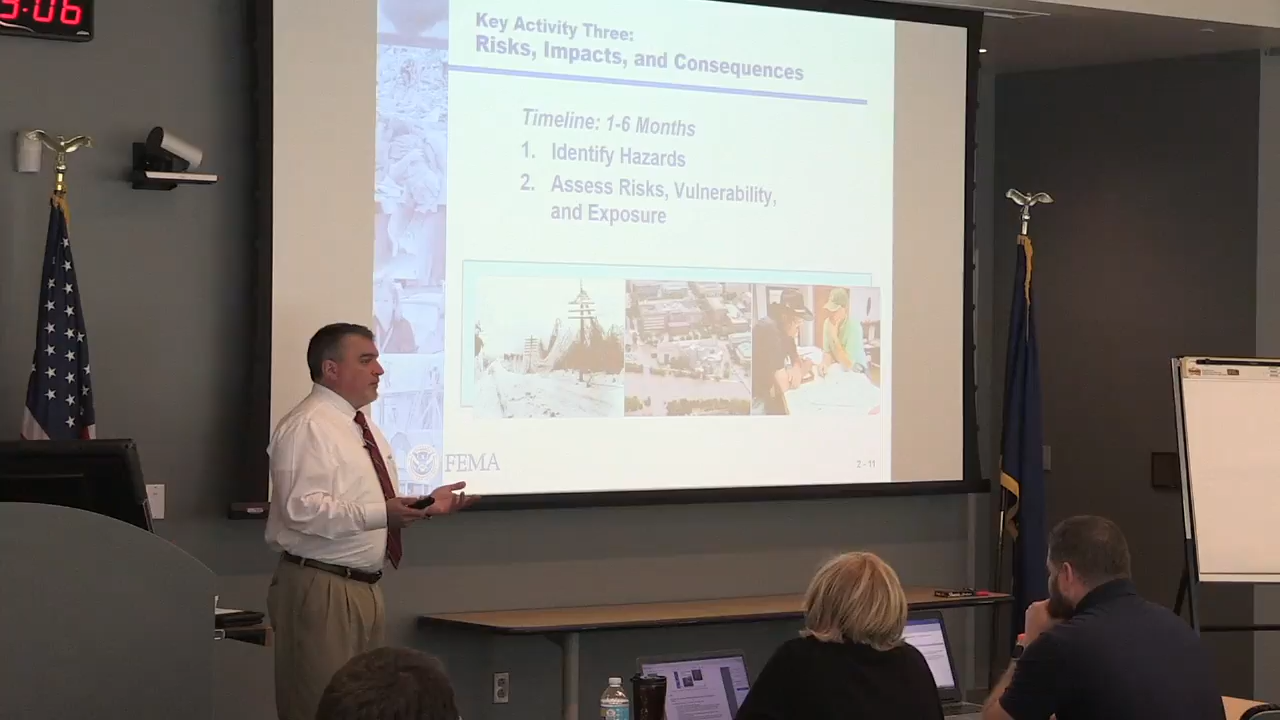 3:06
Key Activity Three:
Risks, Impacts, and Consequences
Timeline: 1-6 Months
1. Identify Hazards
2. Assess Risks, Vulnerability,
and Exposure
FEMA
2 - 11